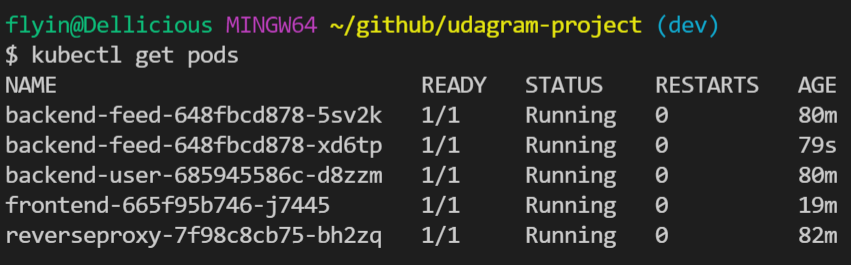 flyin@Dellicious MINGW64 ~/github/udagram-project (dev)
$ kubectl get pods
NAME READY STATUS RESTARTS AGE
backend-feed-648fbcd878-5sv2k 1/1 Running 0 80m
backend-feed-648fbcd878-xd6tp 1/1 Running 0 79s
backend-user-685945586c-d8zzm 1/1 Running 0 80m
frontend-665f95b746-j7445 1/1 Running 0 19m
reverseproxy-7f98c8cb75-bh2zq 1/1 Running 0 82m